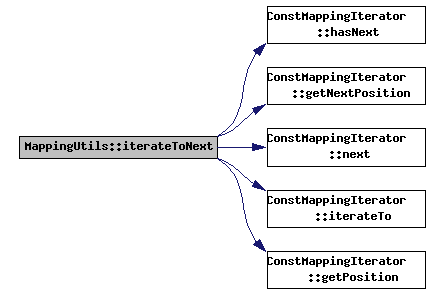 ConstMappingIterator
::hasNext
ConstMappingIterator
::getNextPosition
MappingUtils::iterateToNext
ConstMappingIterator
::next
ConstMappingIterator
::iterateTo
ConstMappingIterator
::getPosition